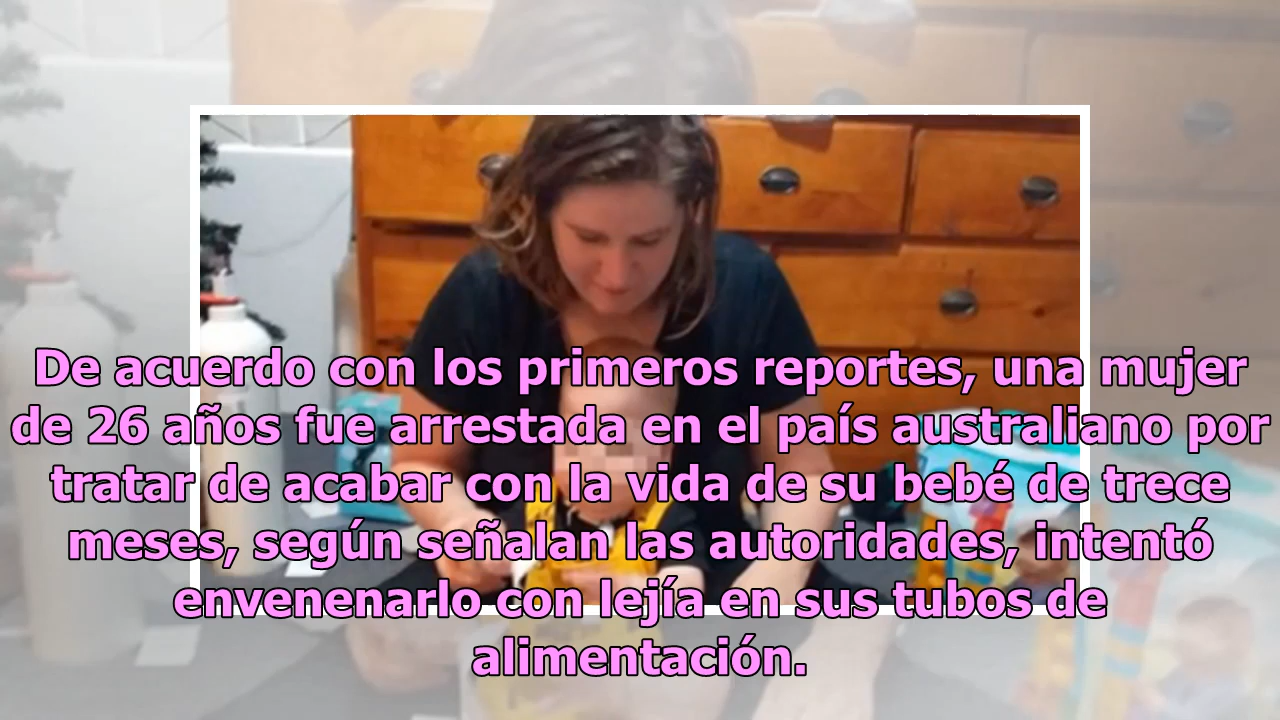 De acuerdo con los primeros reportes, una mujer
de 26 años fue arrestada en el país australiano por
tratar de acabar con la vida de su bebé de trece
meses, según señalan las autoridades, intentó
envenenarlo con lejía en sus tubos de
alimentación.